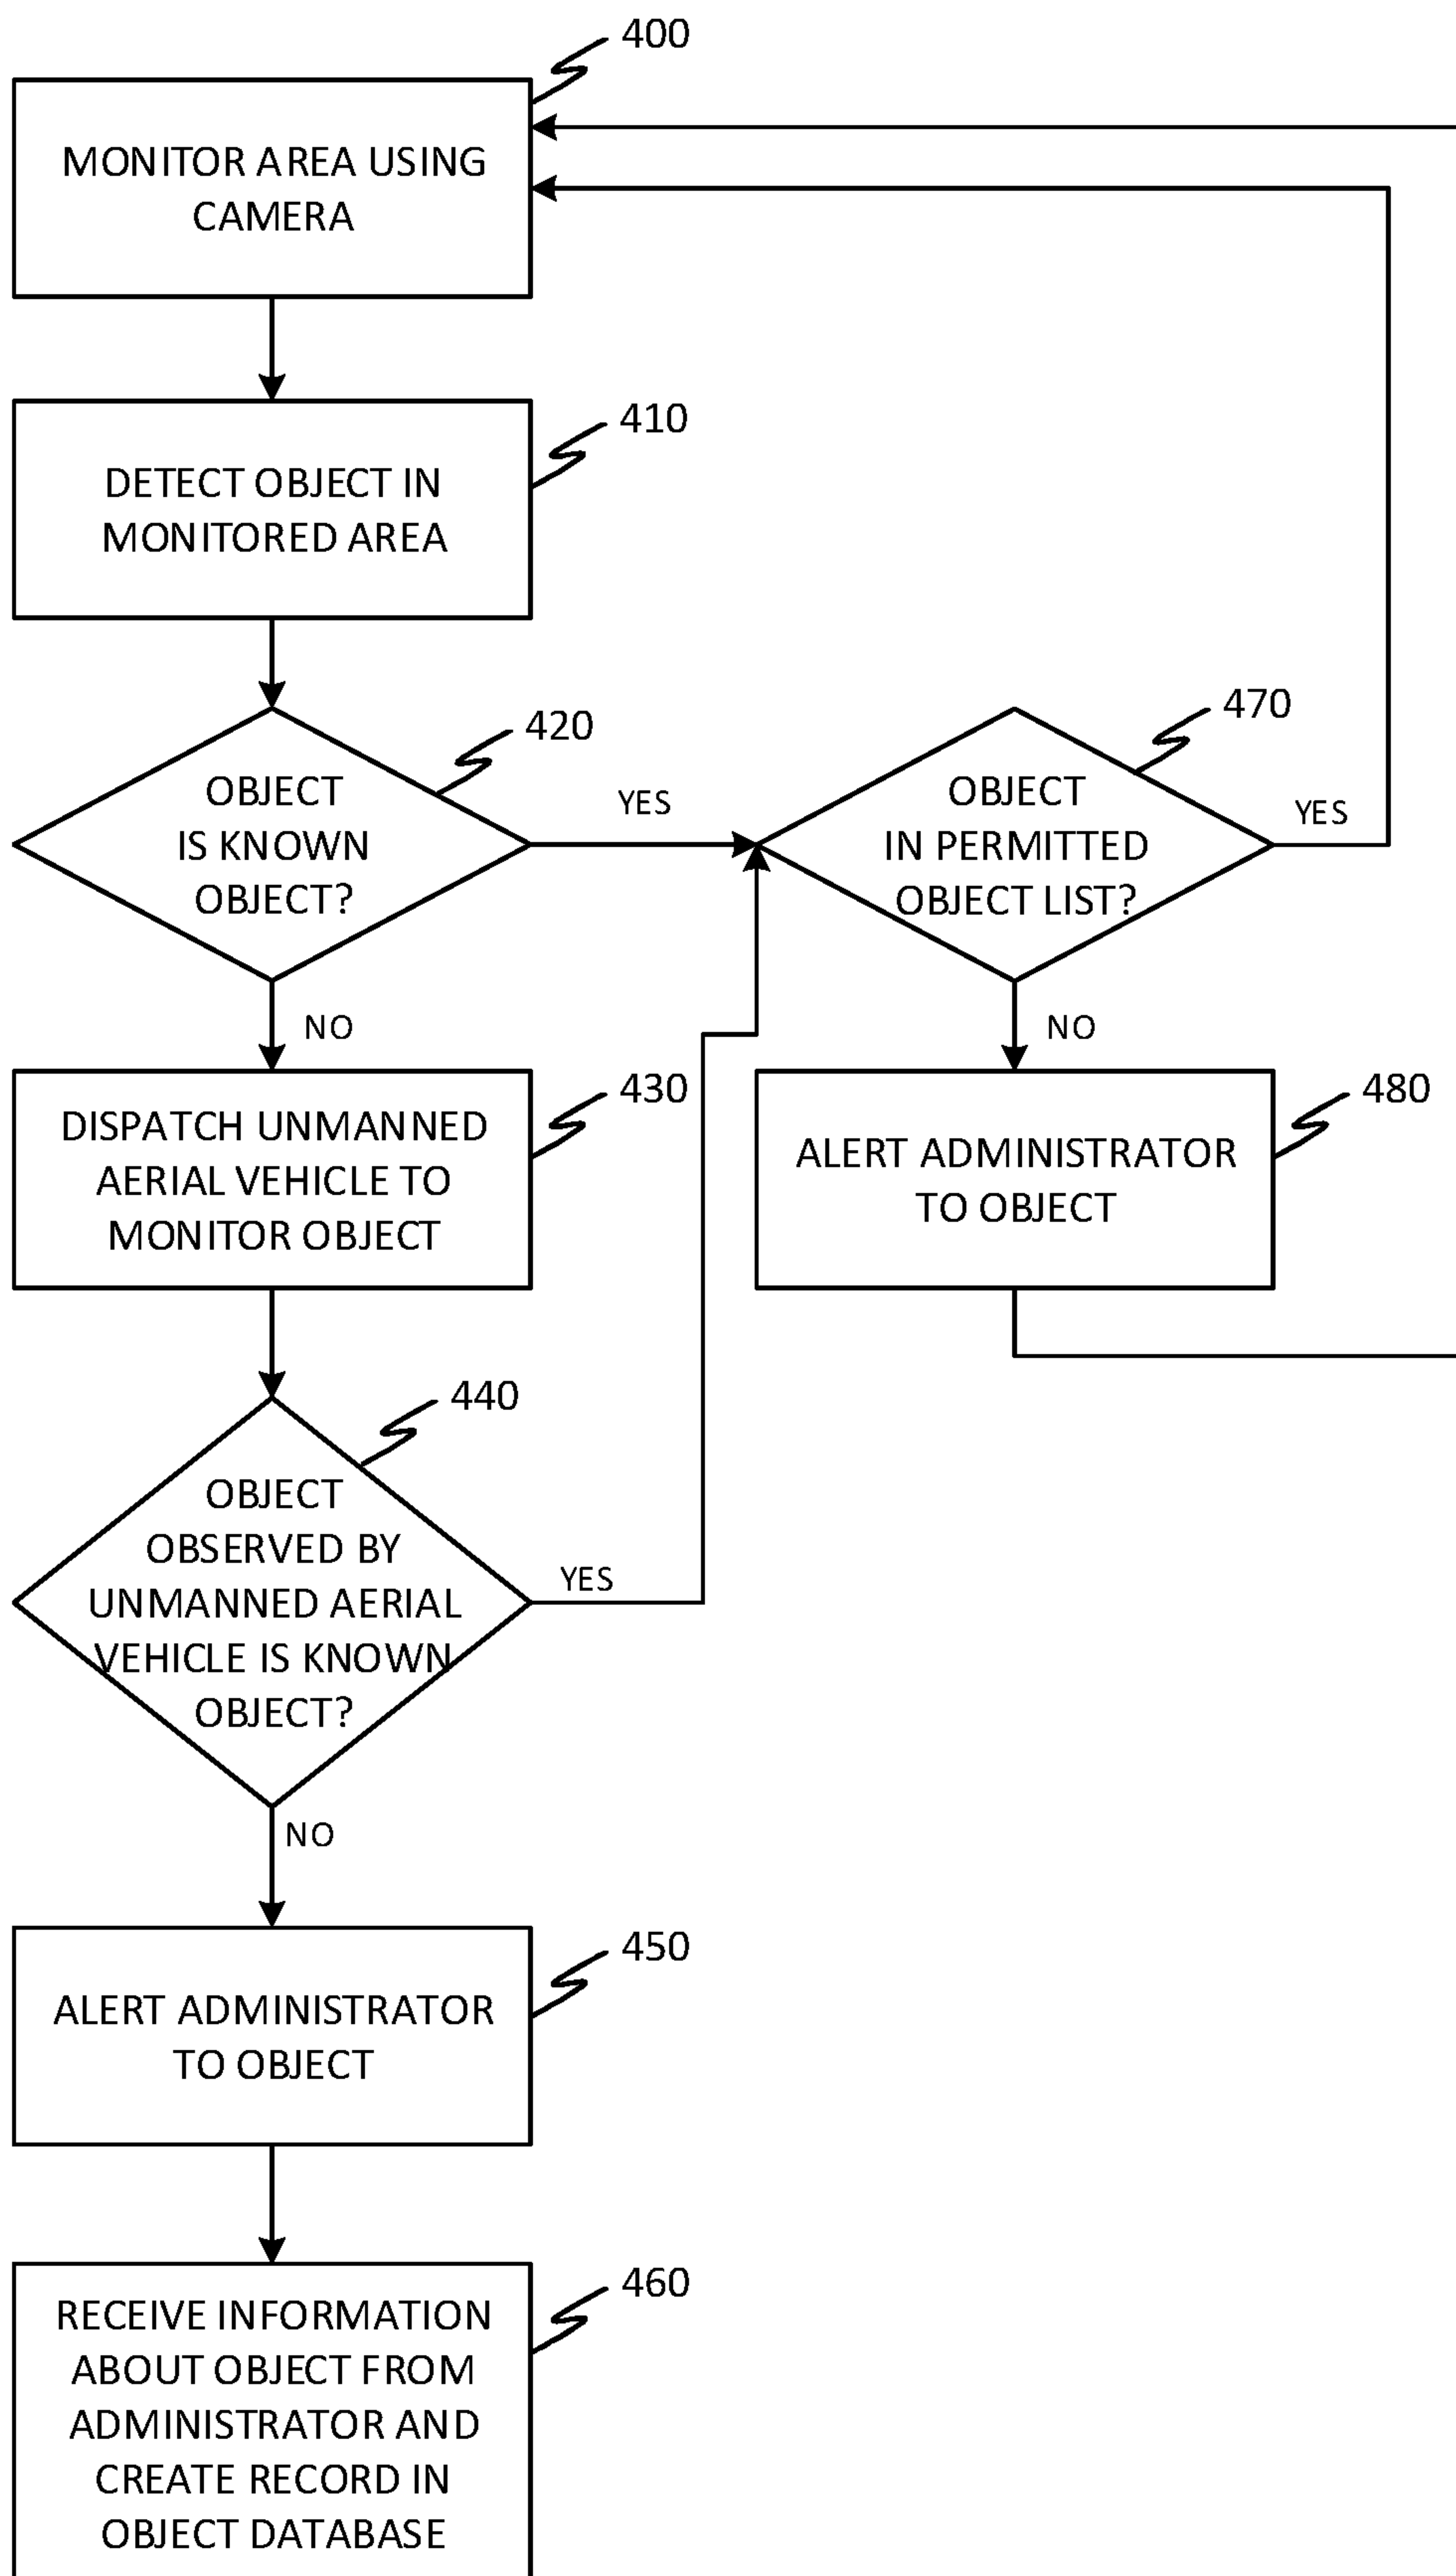 400
MONITOR AREA USING
CAMERA
410
DETECT OBJECT IN
MONITORED AREA
420
OBJECT
IS KNOWN
OBJECT?
YES
470
OBJECT
IN PERMITTED
OBJECT LIST?
YES
NO
NO
430
DISPATCH UNMANNED
AERIAL VEHICLE TO
MONITOR OBJECT
480
ALERT ADMINISTRATOR
TO OBJECT
440
OBJECT
OBSERVED BY
UNMANNED AERIAL
VEHICLE IS KNOWN
OBJECT?
YES
NO
450
ALERT ADMINISTRATOR
TO OBJECT
460
RECEIVE INFORMATION
ABOUT OBJECT FROM
ADMINISTRATOR AND
CREATE RECORD IN
OBJECT DATABASE